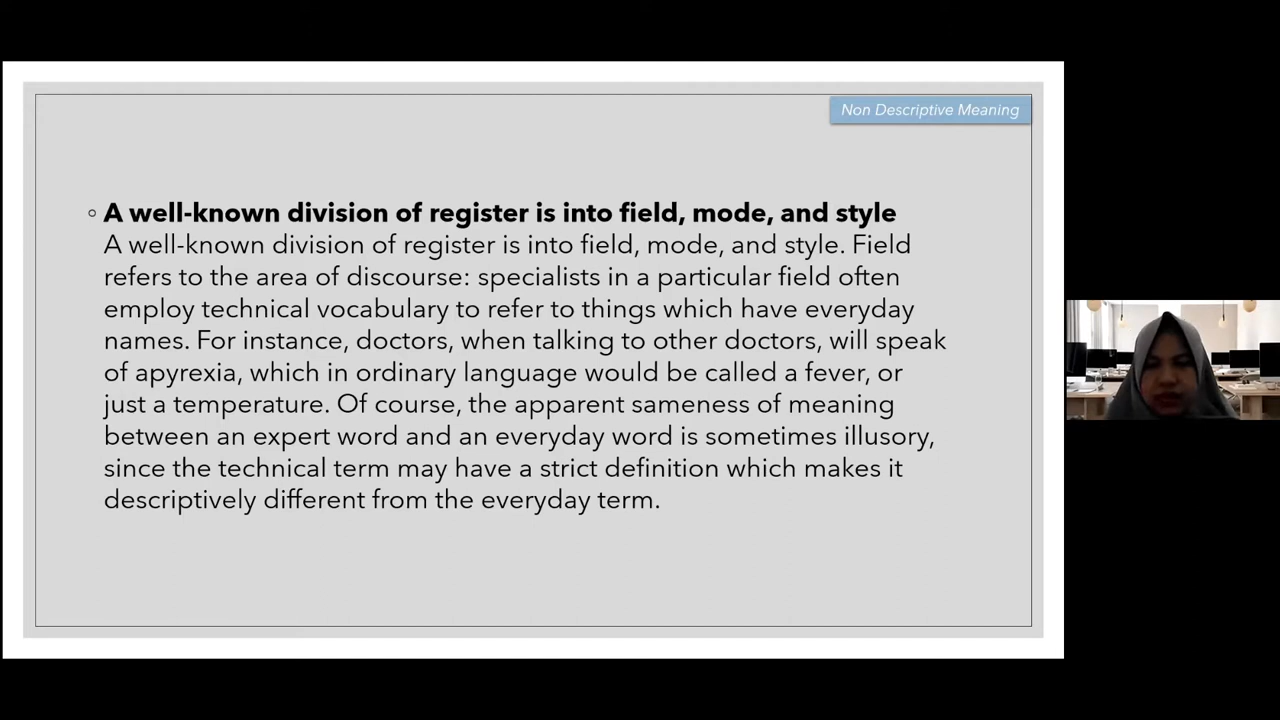 Non Descriptive Meaning
◦ A well-known division of register is into field, mode, and style
A well-known division of register is into field, mode, and style. Field
refers to the area of discourse: specialists in a particular field often
employ technical vocabulary to refer to things which have everyday
names. For instance, doctors, when talking to other doctors, will speak
of apyrexia, which in ordinary language would be called a fever, or
just a temperature. Of course, the apparent sameness of meaning
between an expert word and an everyday word is sometimes illusory,
since the technical term may have a strict definition which makes it
descriptively different from the everyday term.